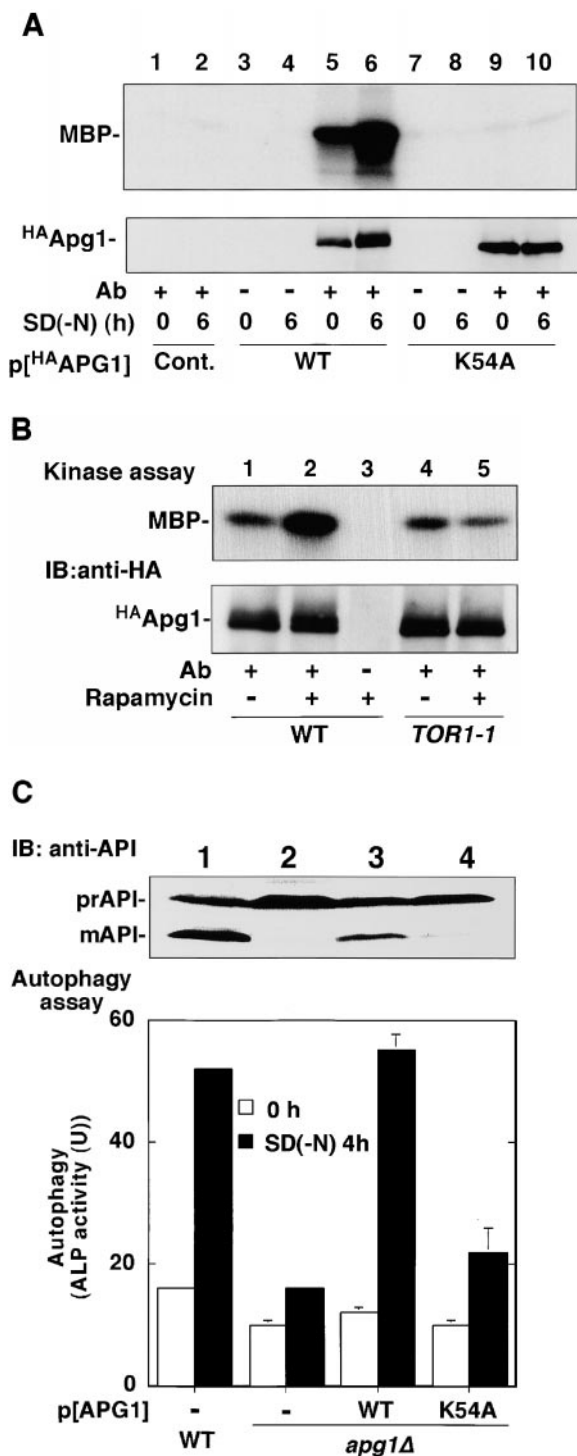 A
1 2 3 4 5 6 7 8 9 10
MBP-
HAApg1-
Ab + + - - + + - - + +
SD(-N) (h) 0 6 0 6 0 6 0 6 0 6
p[HAAPG1] Cont. WT K54A
B
Kinase assay 1 2 3 4 5
MBP-
IB:anti-HA
HAApg1-
Ab + + - + +
Rapamycin - + + - +
WT TOR1-1
C
IB: anti-API 1 2 3 4
prAPI-
mAPI-
Autophagy
assay
60
0 h
SD(-N) 4h
40
Autophagy
(ALP activity (U))
20
0
p[APG1] - - WT K54A
WT apg1Δ